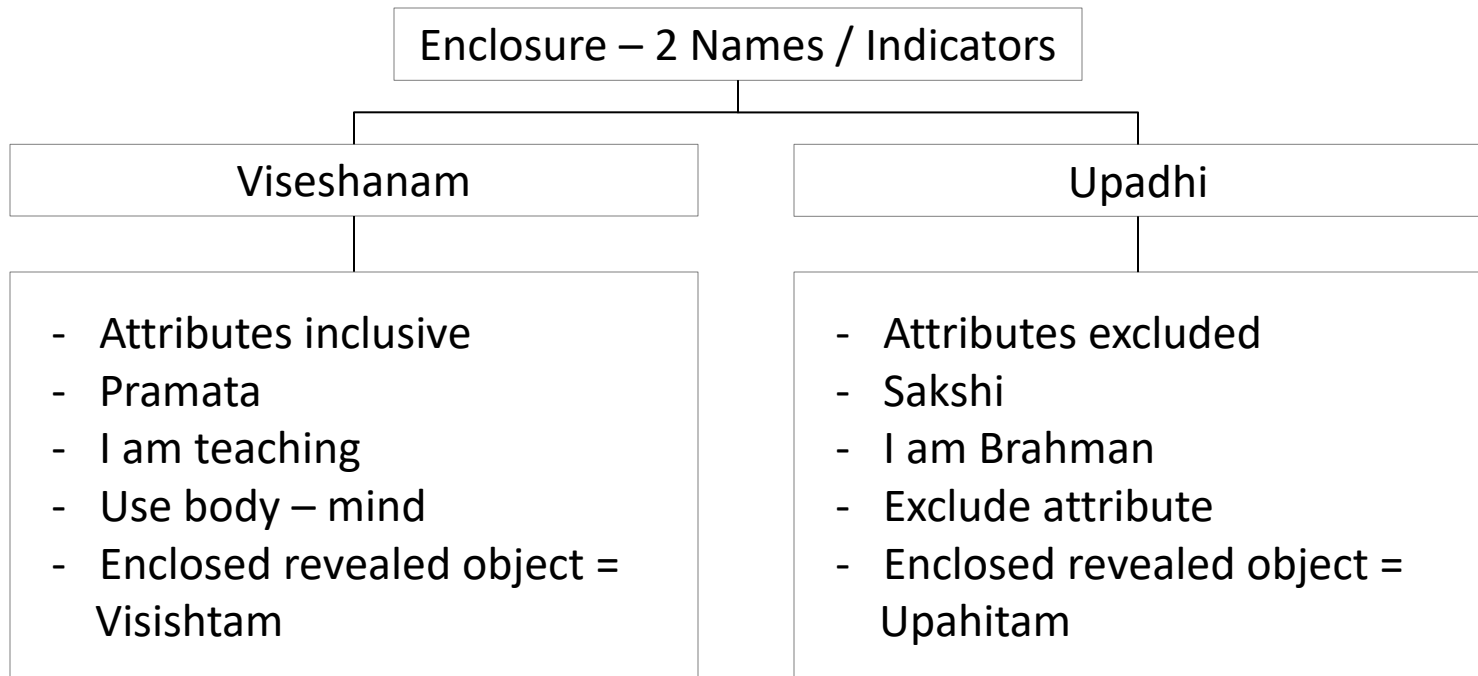 Enclosure – 2 Names / Indicators
Viseshanam
- Attributes inclusive
- Pramata
- I am teaching
- Use body – mind
- Enclosed revealed object =
Visishtam
Upadhi
- Attributes excluded
- Sakshi
- I am Brahman
- Exclude attribute
- Enclosed revealed object =
Upahitam